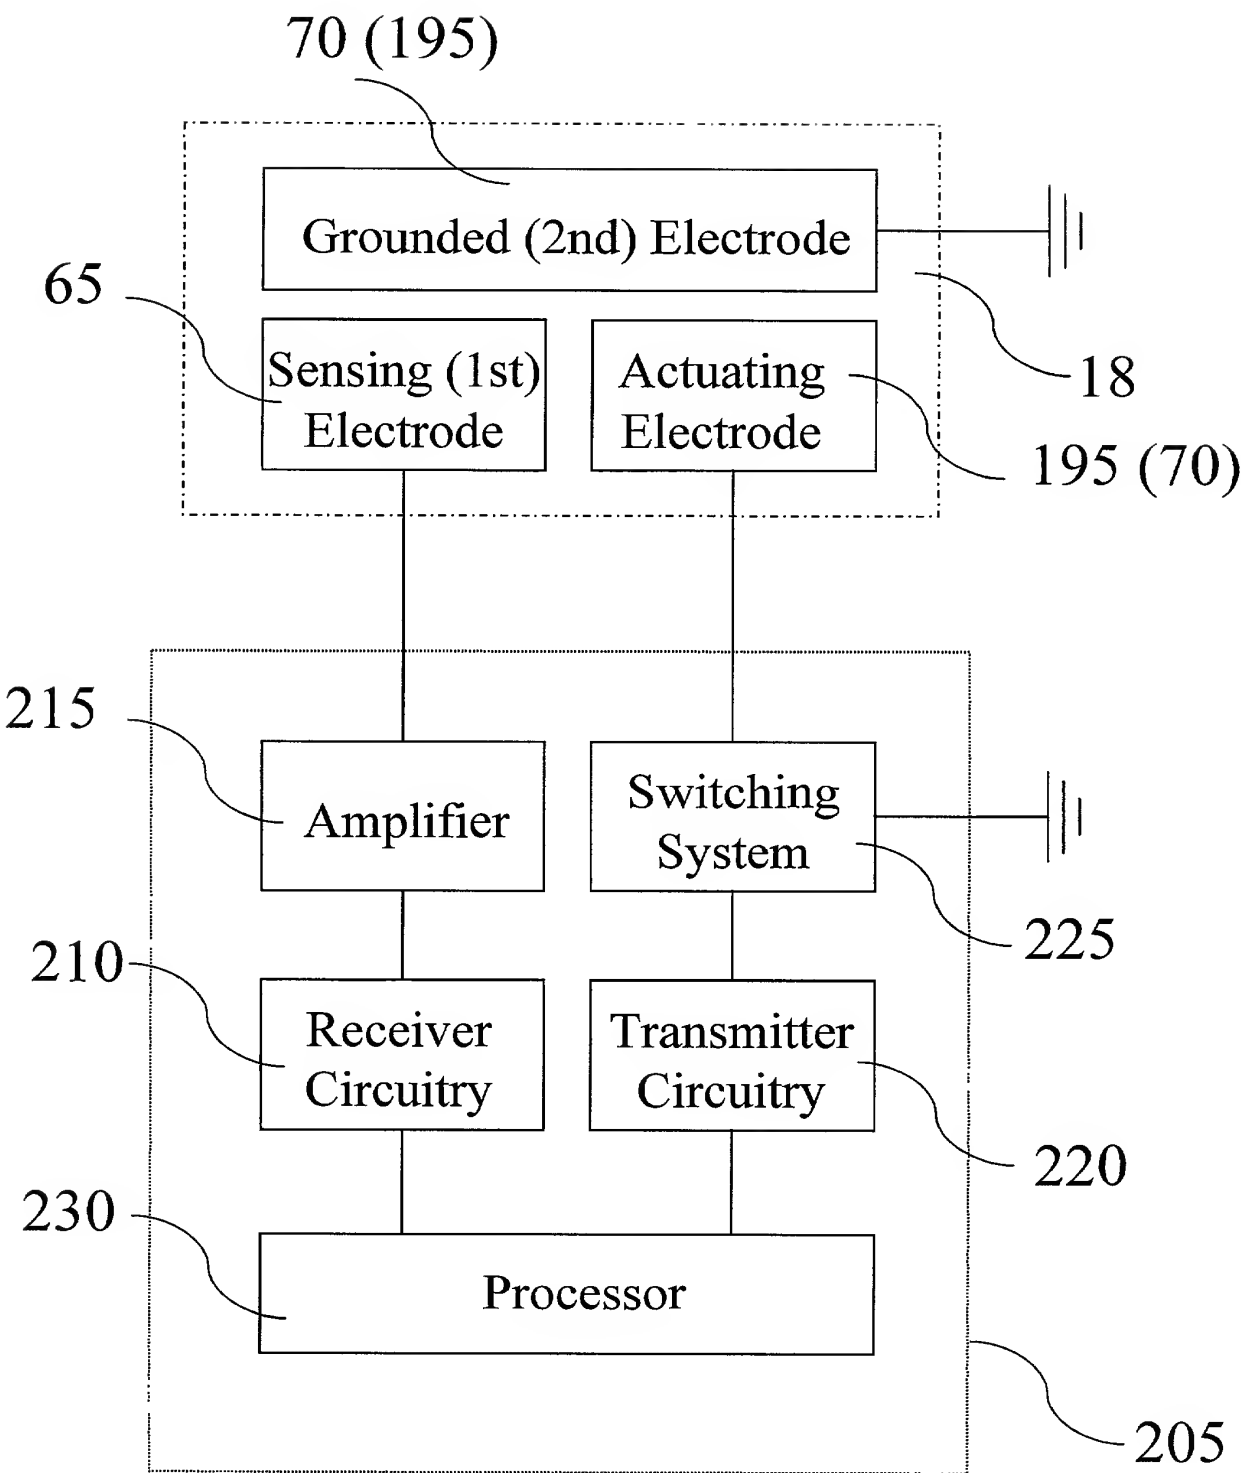 70 (195)
Grounded (2nd) Electrode
65
Sensing (1st)
Electrode
Actuating
Electrode
18
195 (70)
215
Amplifier
Switching
System
225
210
Receiver
Circuitry
Transmitter
Circuitry
220
230
Processor
205